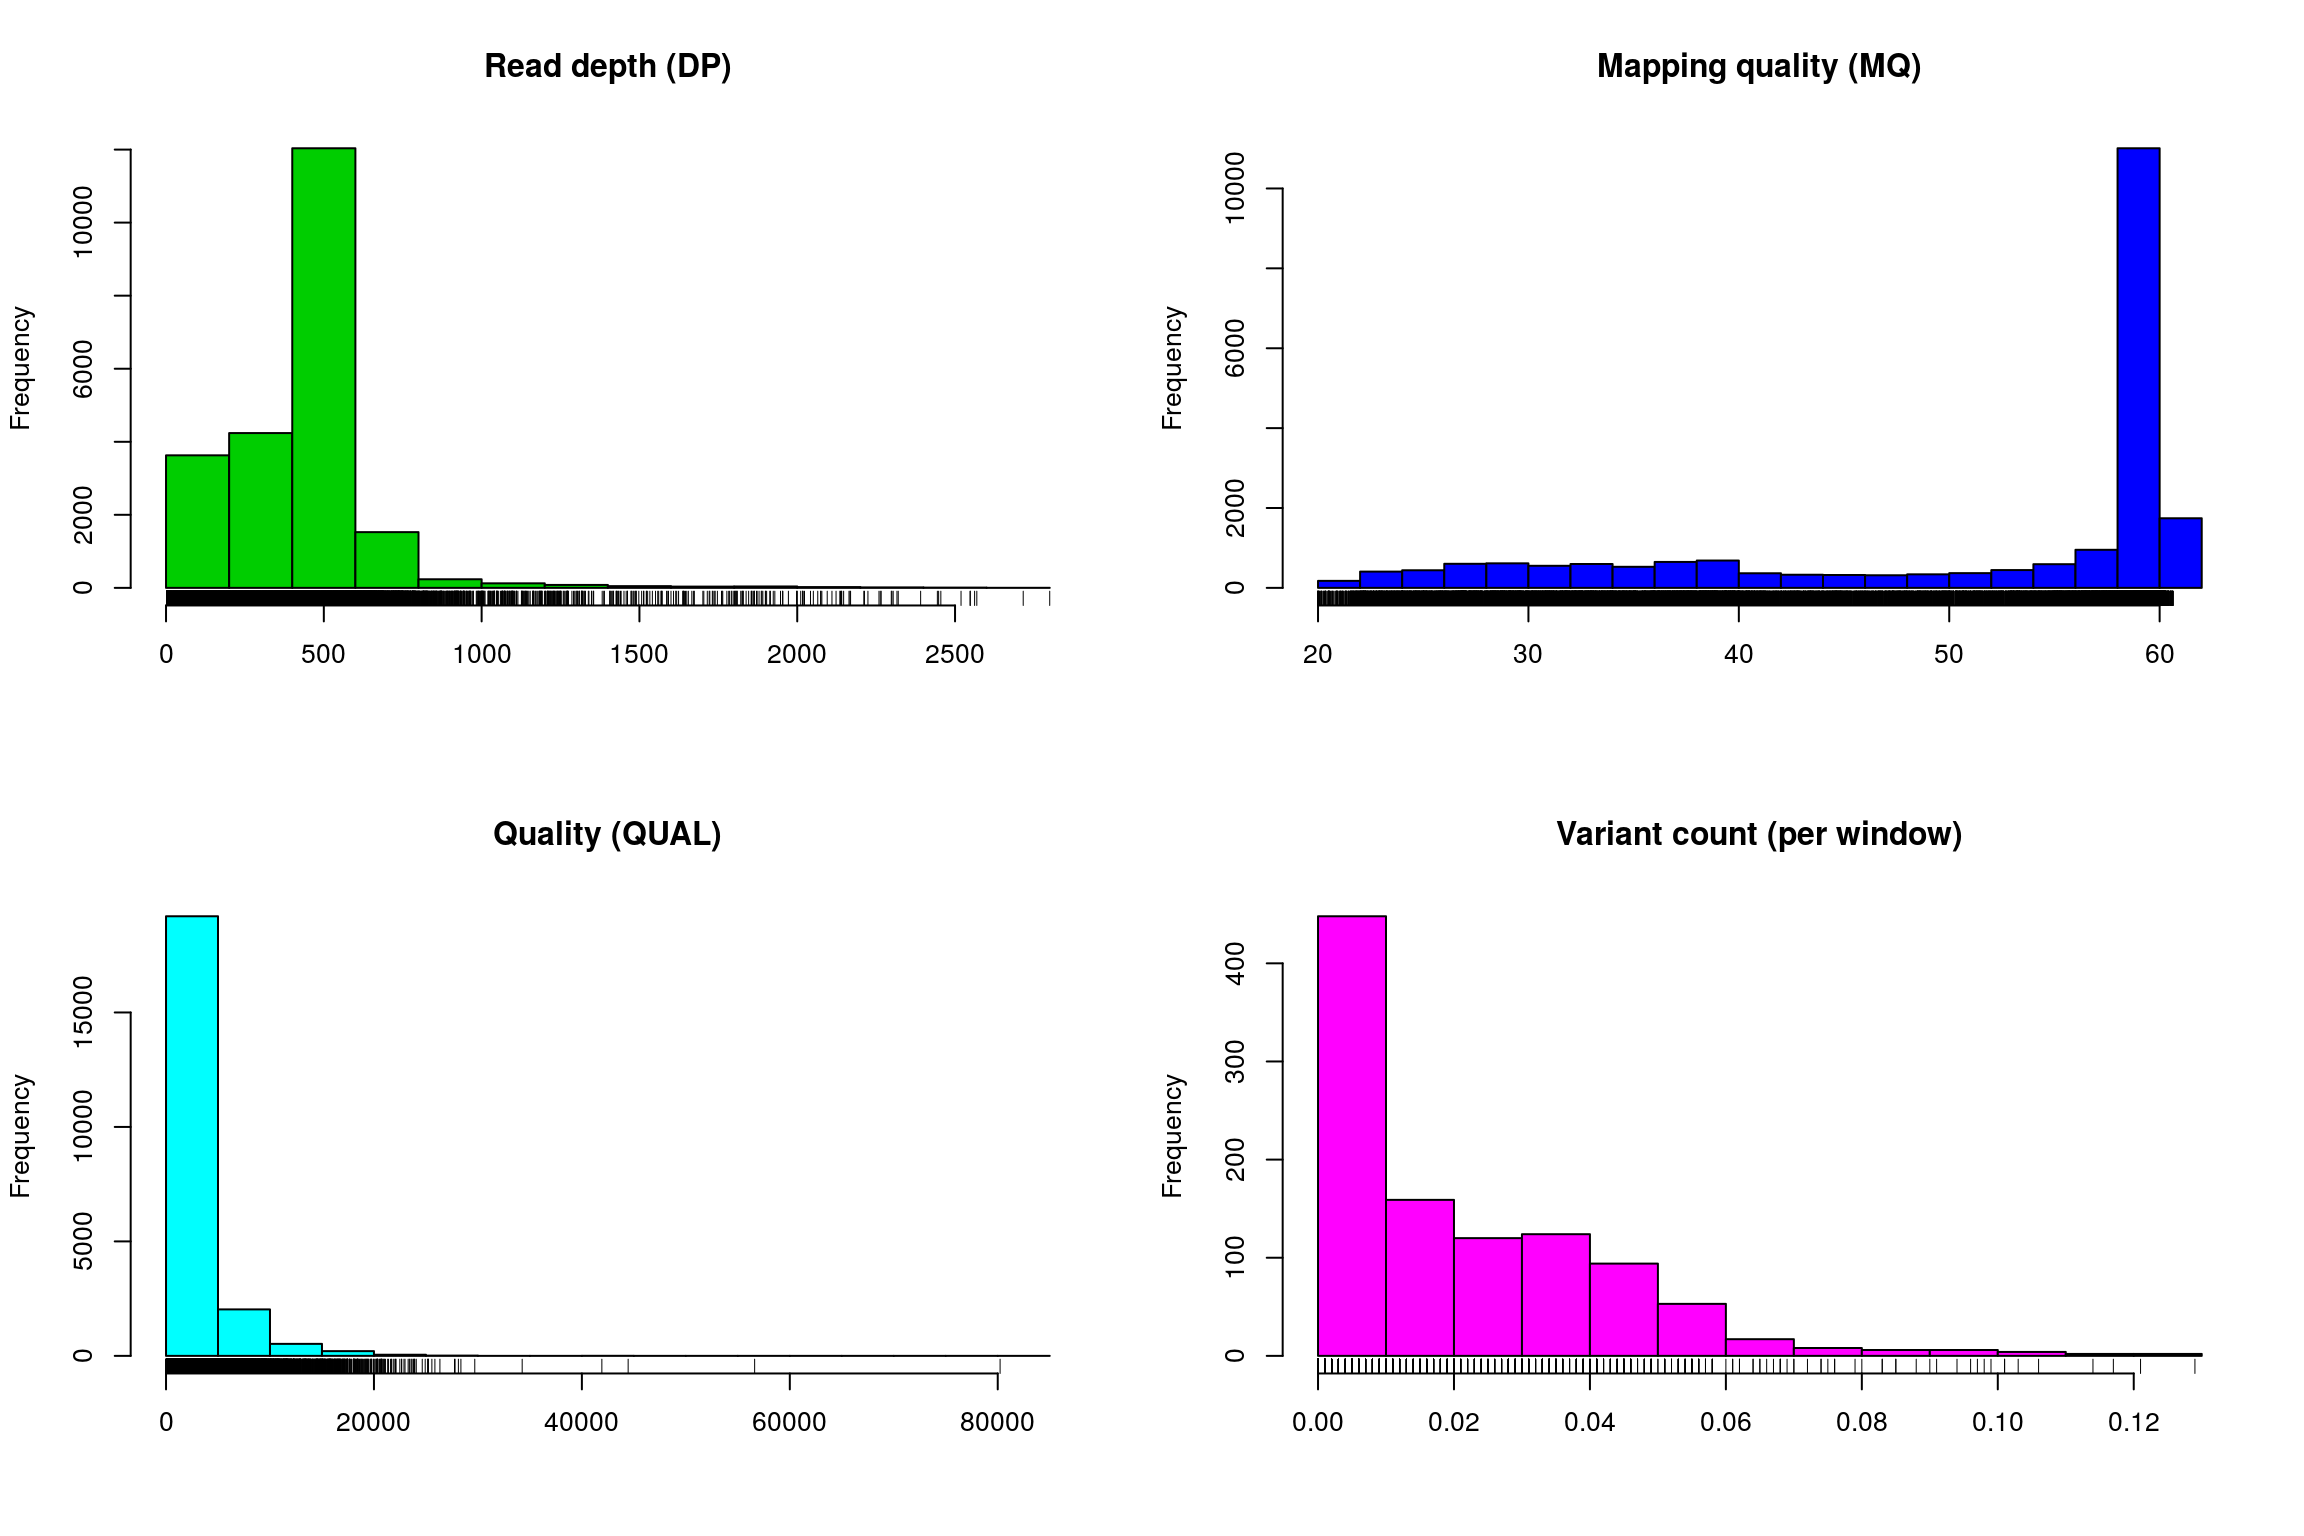 Read depth (DP)
Frequency
0
2000
6000
10000
0 500 1000 1500 2000 2500
Mapping quality (MQ)
Frequency
0
2000
6000
10000
20 30 40 50 60
Quality (QUAL)
Frequency
0
5000
10000
15000
0 20000 40000 60000 80000
Variant count (per window)
Frequency
0
100
200
300
400
0.00 0.02 0.04 0.06 0.08 0.10 0.12